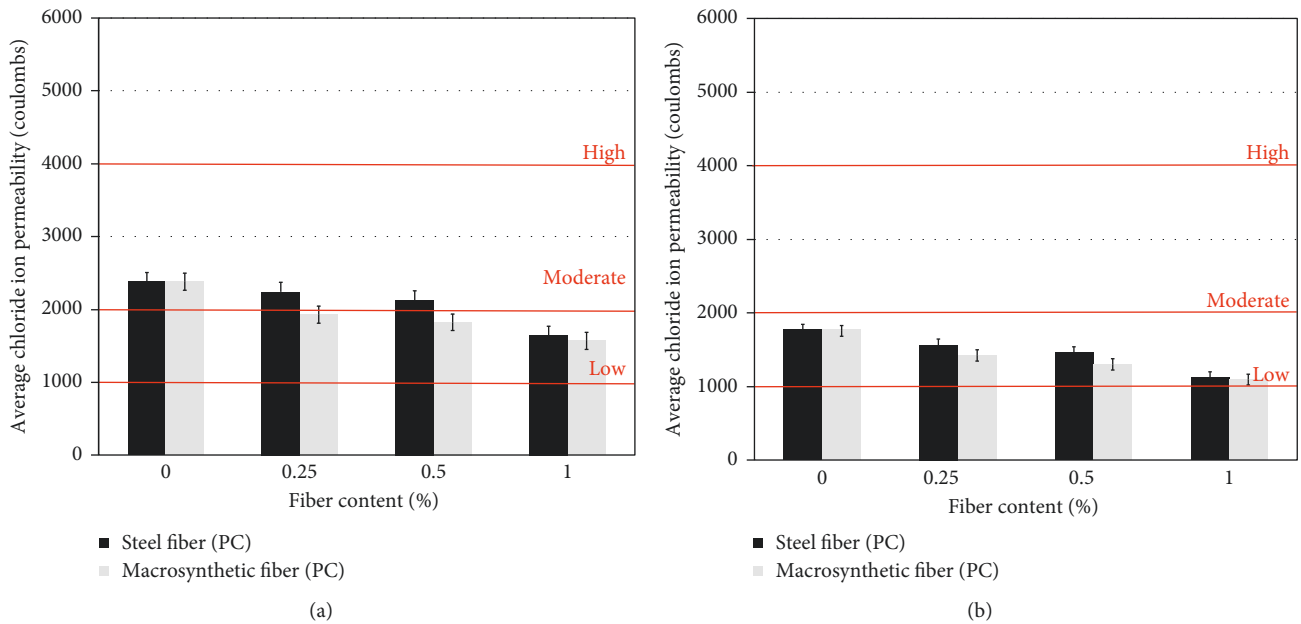 Average chloride ion permeability (coulombs)
6000
5000
4000
3000
2000
1000
0
High
Moderate
Low
0 0.25 0.5 1
Fiber content (%)
Steel fiber (PC)
Macrosynthetic fiber (PC)
(a)
Average chloride ion permeability (coulombs)
6000
5000
4000
3000
2000
1000
0
High
Moderate
Low
0 0.25 0.5 1
Fiber content (%)
Steel fiber (PC)
Macrosynthetic fiber (PC)
(b)